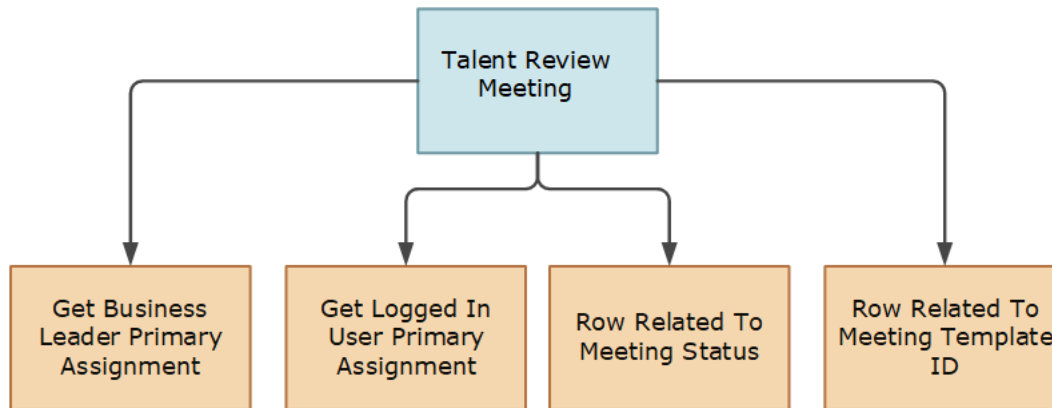 Talent Review
Meeting
Get Business
Leader Primary
Assignment
Get Logged In
User Primary
Assignment
Row Related To
Meeting Status
Row Related To
Meeting Template
ID